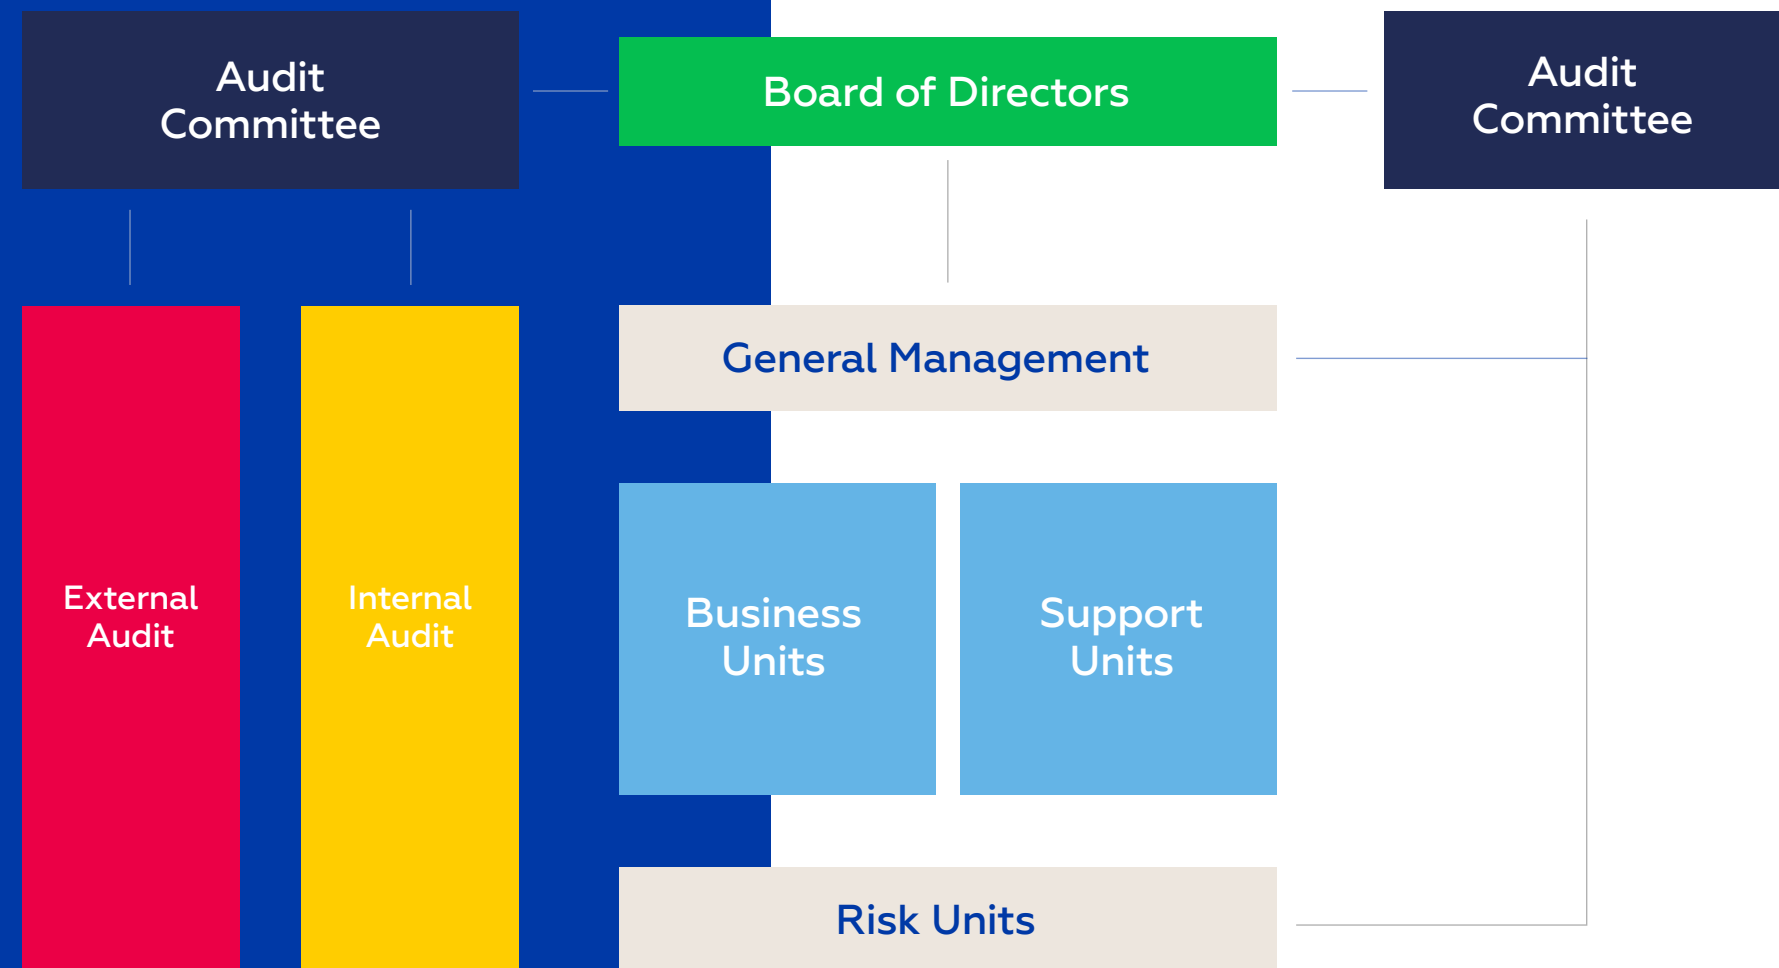 Audit
Committee
Board of Directors
Audit
Committee
General Management
External
Audit
Internal
Audit
Business
Units
Support
Units
Risk Units